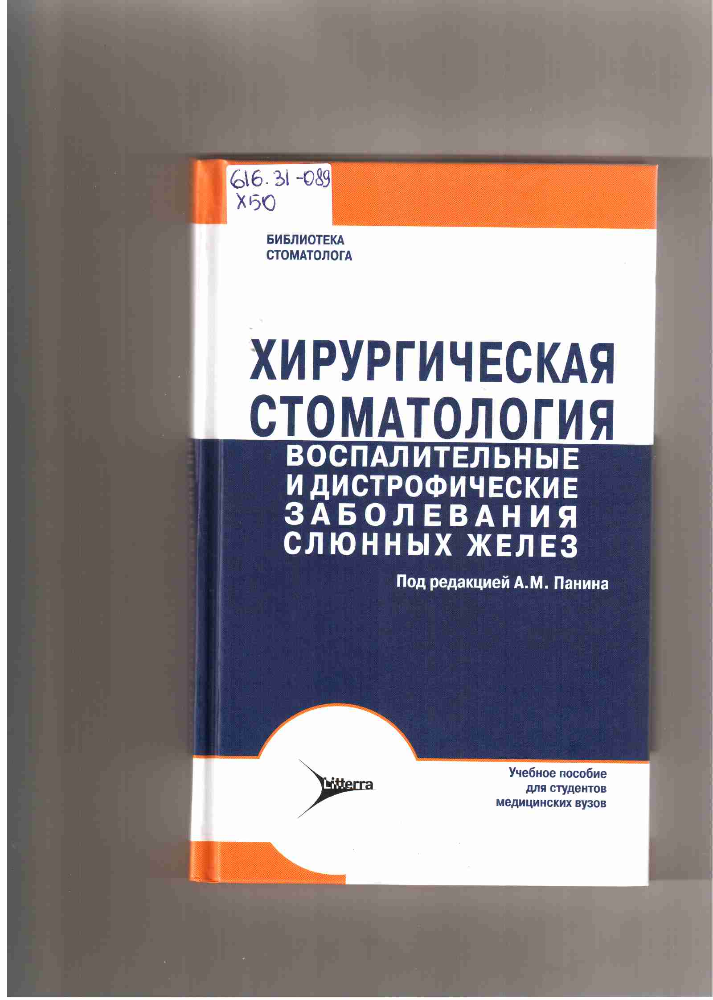 616.31-089
Х50
БИБЛИОТЕКА
СТОМАТОЛОГА
ХИРУРГИЧЕСКАЯ
СТОМАТОЛОГИЯ
ВОСПАЛИТЕЛЬНЫЕ
И ДИСТРОФИЧЕСКИЕ
ЗАБОЛЕВАНИЯ
СЛЮННЫХ ЖЕЛЕЗ
Под редакцией А.М. Панина
Litterra
Учебное пособие
для студентов
медицинских вузов